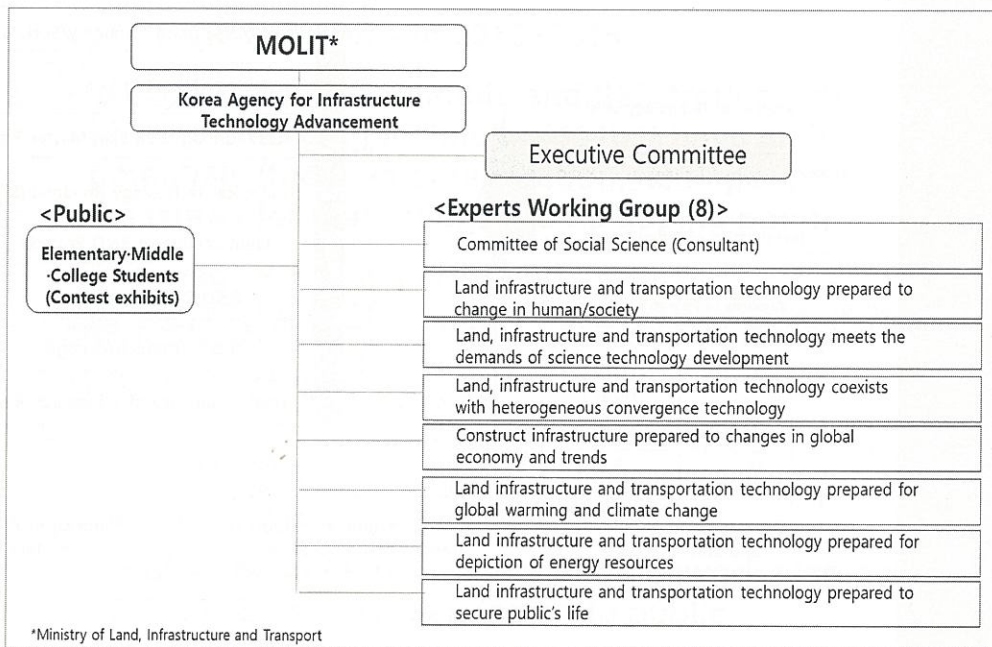 MOLIT*
Korea Agency for Infrastructure
Technology Advancement
Executive Committee
<Public>
Elementary·Middle
·College Students
(Contest exhibits)
<Experts Working Group (8)>
Committee of Social Science (Consultant)
Land infrastructure and transportation technology prepared to
change in human/society
Land, infrastructure and transportation technology meets the
demands of science technology development
Land, infrastructure and transportation technology coexists
with heterogeneous convergence technology
Construct infrastructure prepared to changes in global
economy and trends
Land infrastructure and transportation technology prepared for
global warming and climate change
Land infrastructure and transportation technology prepared for
depiction of energy resources
Land infrastructure and transportation technology prepared to
secure public's life
*Ministry of Land, Infrastructure and Transport